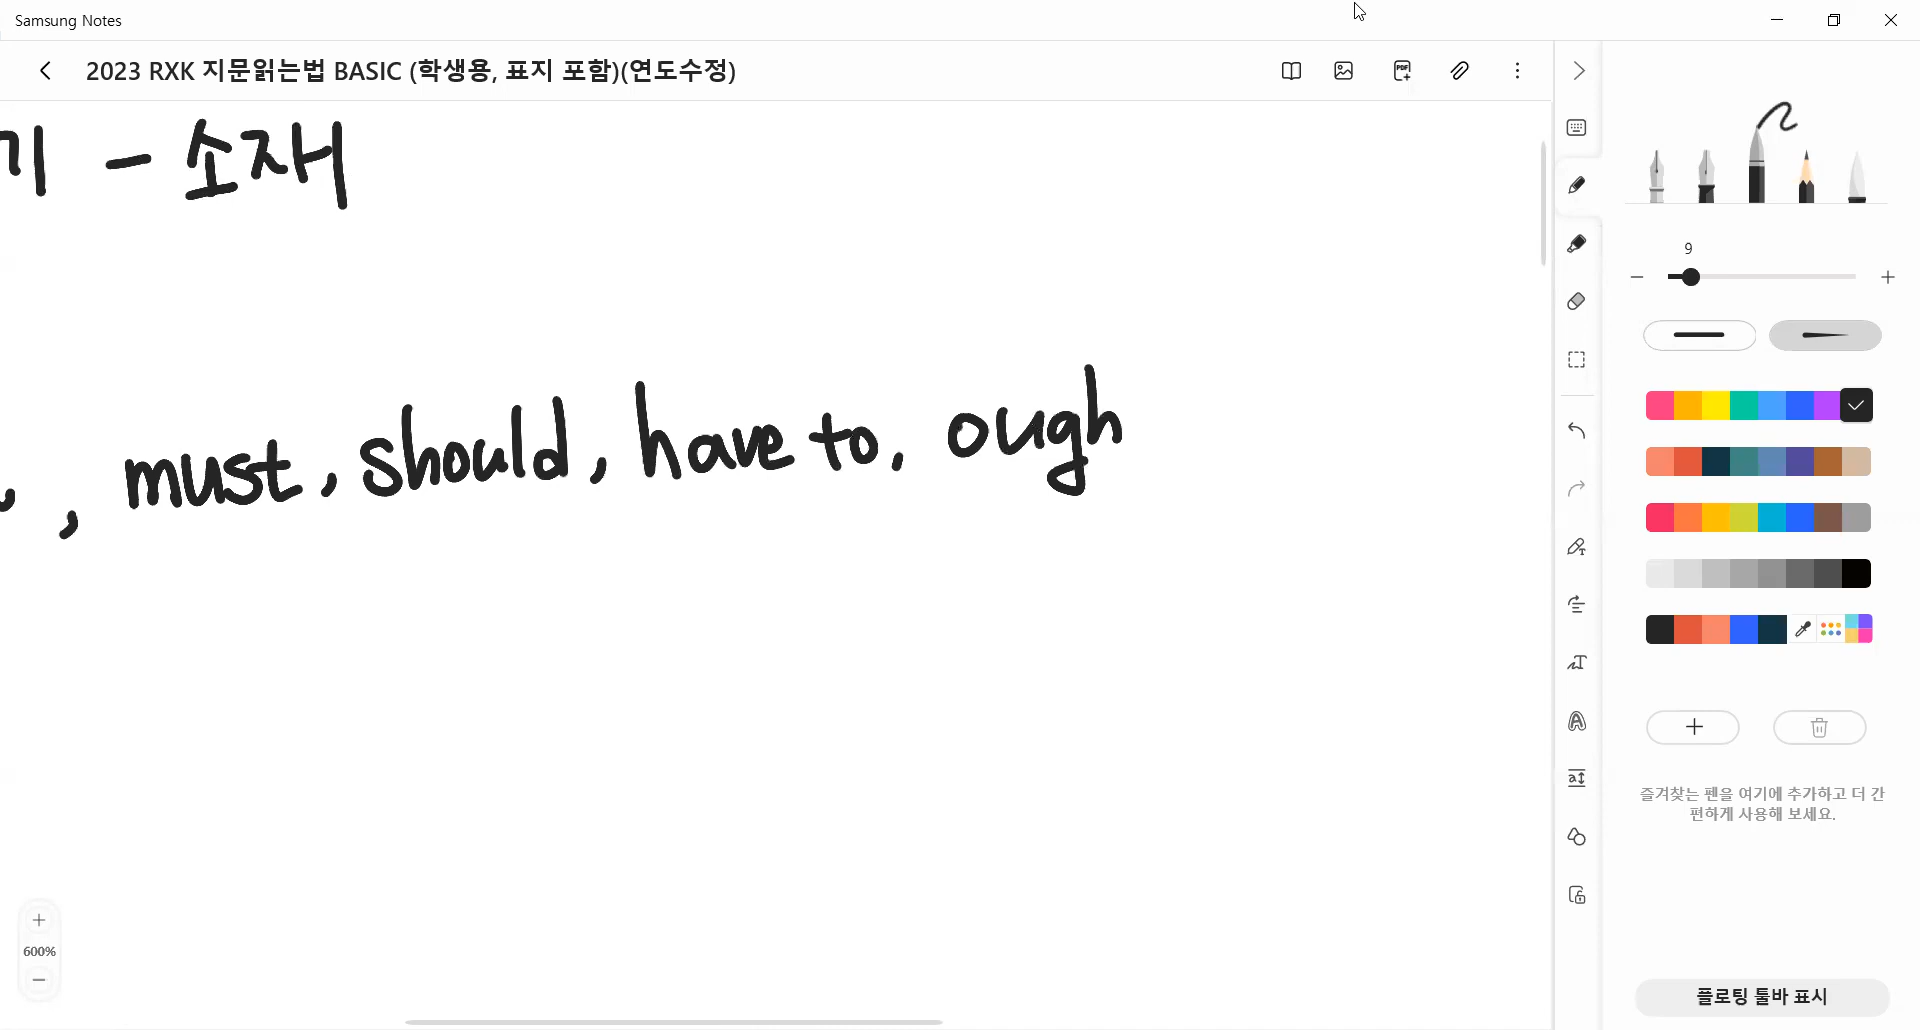 Samsung Notes
2023 RXK 지문읽는법 BASIC (학생용, 표지 포함)(연도수정)
PDF
기 - 소재
, must, should, have to, ough
9
즐겨찾는 펜을 여기에 추가하고 더 간
편하게 사용해 보세요.
600%
플로팅 툴바 표시